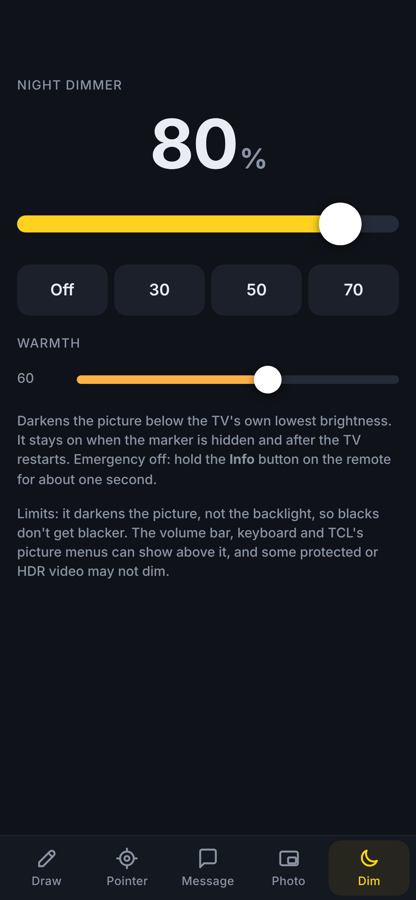 NIGHT DIMMER
80%
Off 30 50 70
WARMTH
60
Darkens the picture below the TV's own lowest brightness.
It stays on when the marker is hidden and after the TV
restarts. Emergency off: hold the Info button on the remote
for about one second.
Limits: it darkens the picture, not the backlight, so blacks
don't get blacker. The volume bar, keyboard and TCL's
picture menus can show above it, and some protected or
HDR video may not dim.
Draw Pointer Message Photo Dim